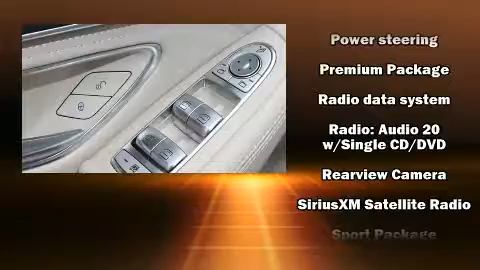 Power steering
Premium Package
Radio data system
Radio: Audio 20
w/Single CD/DVD
Rearview Camera
SiriusXM Satellite Radio
Sport Package